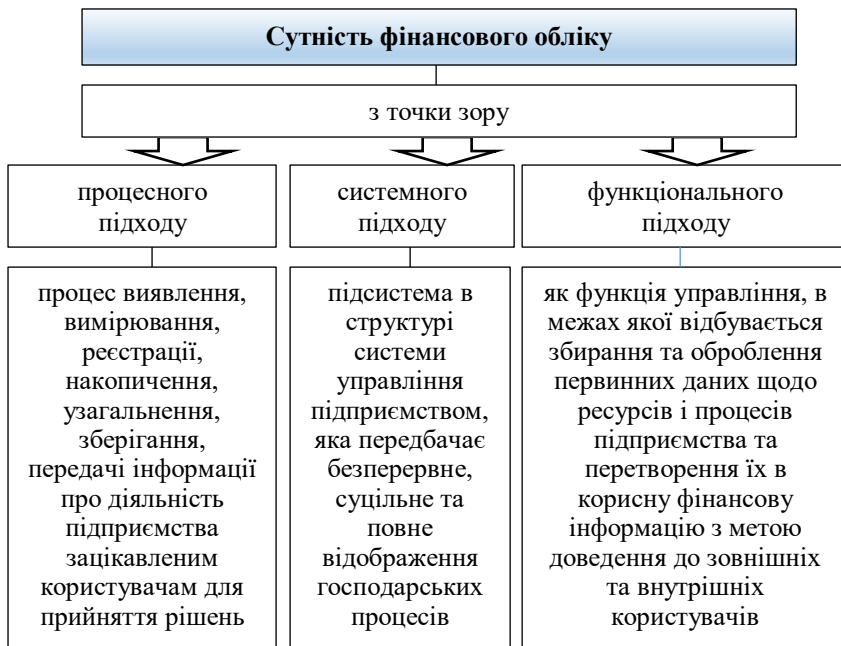 Сутність фінансового обліку
з точки зору
процесного
підходу
системного
підходу
функціонального
підходу
процес виявлення,
вимірювання,
реєстрації,
накопичення,
узагальнення,
зберігання,
передачі інформації
про діяльність
підприємства
зацікавленим
користувачам для
прийняття рішень
підсистема в
структурі
системи
управління
підприємством,
яка передбачає
безперервне,
суцільне та
повне
відображення
господарських
процесів
як функція управління, в
межах якої відбувається
збирання та оброблення
первинних даних щодо
ресурсів і процесів
підприємства та
перетворення їх в
корисну фінансову
інформацію з метою
доведення до зовнішніх
та внутрішніх
користувачів